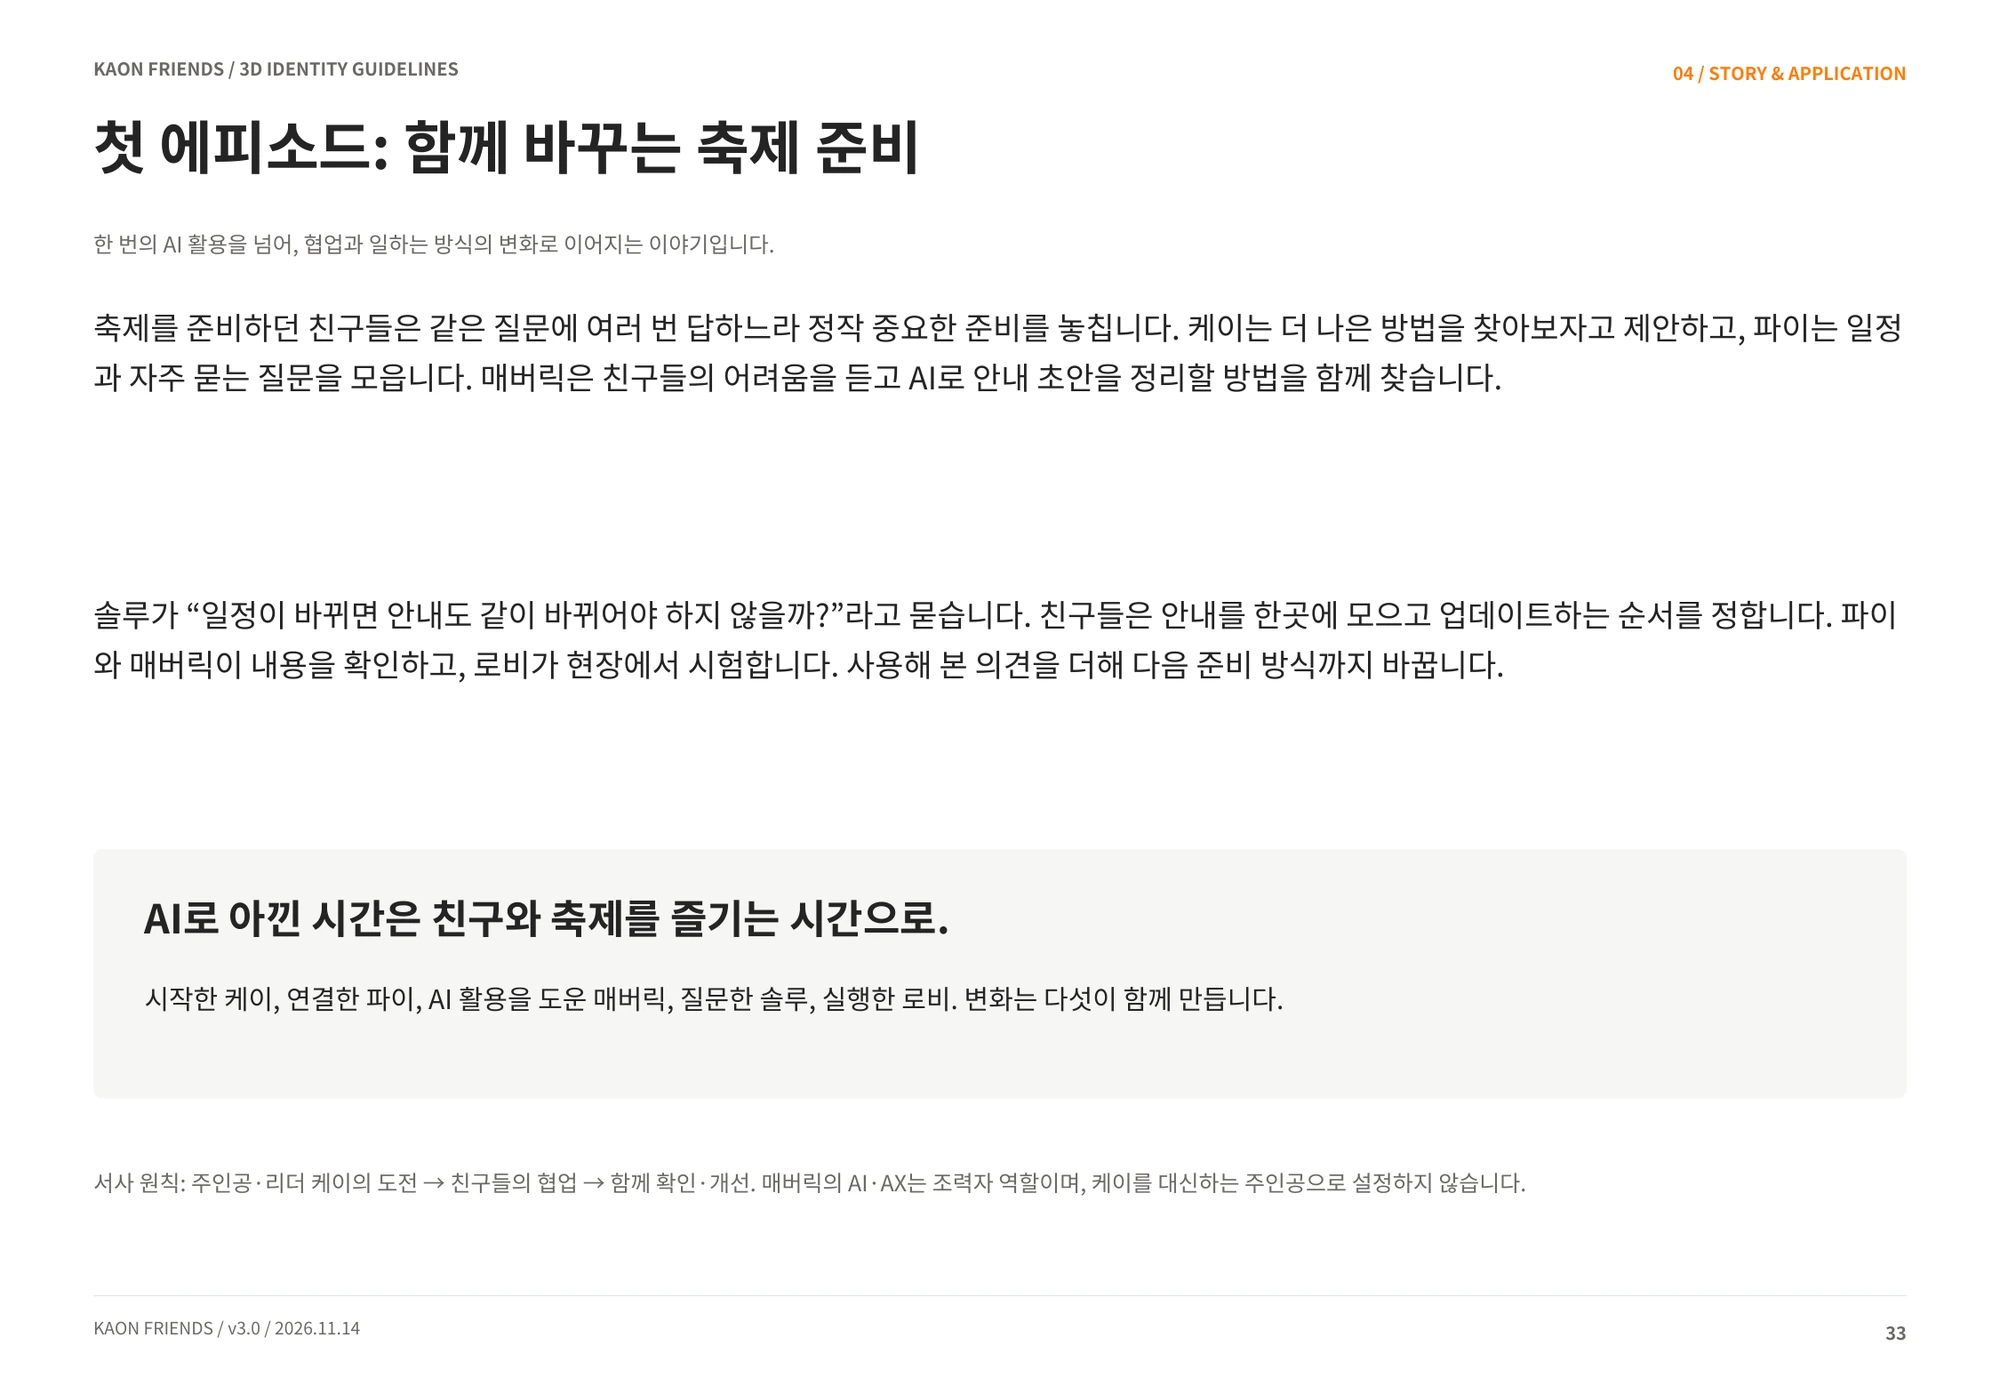 KAON FRIENDS / 3D IDENTITY GUIDELINES
04 / STORY & APPLICATION
첫 에피소드: 함께 바꾸는 축제 준비
한 번의 AI 활용을 넘어, 협업과 일하는 방식의 변화로 이어지는 이야기입니다.
축제를 준비하던 친구들은 같은 질문에 여러 번 답하느라 정작 중요한 준비를 놓칩니다. 케이는 더 나은 방법을 찾아보자고 제안하고, 파이는 일정
과 자주 묻는 질문을 모읍니다. 매버릭은 친구들의 어려움을 듣고 AI로 안내 초안을 정리할 방법을 함께 찾습니다.
솔루가 “일정이 바뀌면 안내도 같이 바뀌어야 하지 않을까?”라고 묻습니다. 친구들은 안내를 한곳에 모으고 업데이트하는 순서를 정합니다. 파이
와 매버릭이 내용을 확인하고, 로비가 현장에서 시험합니다. 사용해 본 의견을 더해 다음 준비 방식까지 바꿉니다.
AI로 아낀 시간은 친구와 축제를 즐기는 시간으로.
시작한 케이, 연결한 파이, AI 활용을 도운 매버릭, 질문한 솔루, 실행한 로비. 변화는 다섯이 함께 만듭니다.
서사 원칙: 주인공·리더 케이의 도전 → 친구들의 협업 → 함께 확인·개선. 매버릭의 AI·AX는 조력자 역할이며, 케이를 대신하는 주인공으로 설정하지 않습니다.
KAON FRIENDS / v3.0 / 2026.11.14
33